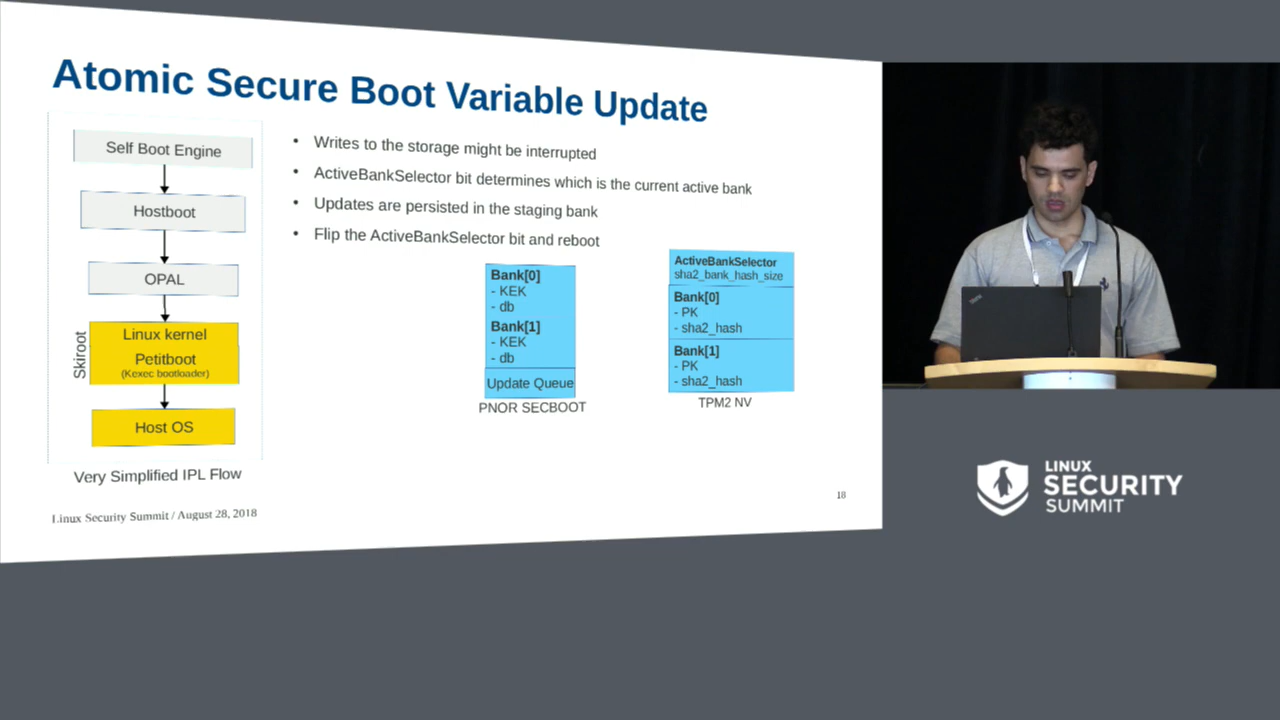 Atomic Secure Boot Variable Update
Self Boot Engine
Hostboot
OPAL
Skiroot
Linux kernel
Petitboot
(Kexec bootloader)
Host OS
Very Simplified IPL Flow
• Writes to the storage might be interrupted
• ActiveBankSelector bit determines which is the current active bank
• Updates are persisted in the staging bank
• Flip the ActiveBankSelector bit and reboot
Bank[0]
- KEK
- db
Bank[1]
- KEK
- db
Update Queue
PNOR SECBOOT
ActiveBankSelector
sha2_bank_hash_size
Bank[0]
- PK
- sha2_hash
Bank[1]
- PK
- sha2_hash
TPM2 NV
18
Linux Security Summit / August 28, 2018
LINUX
SECURITY
SUMMIT